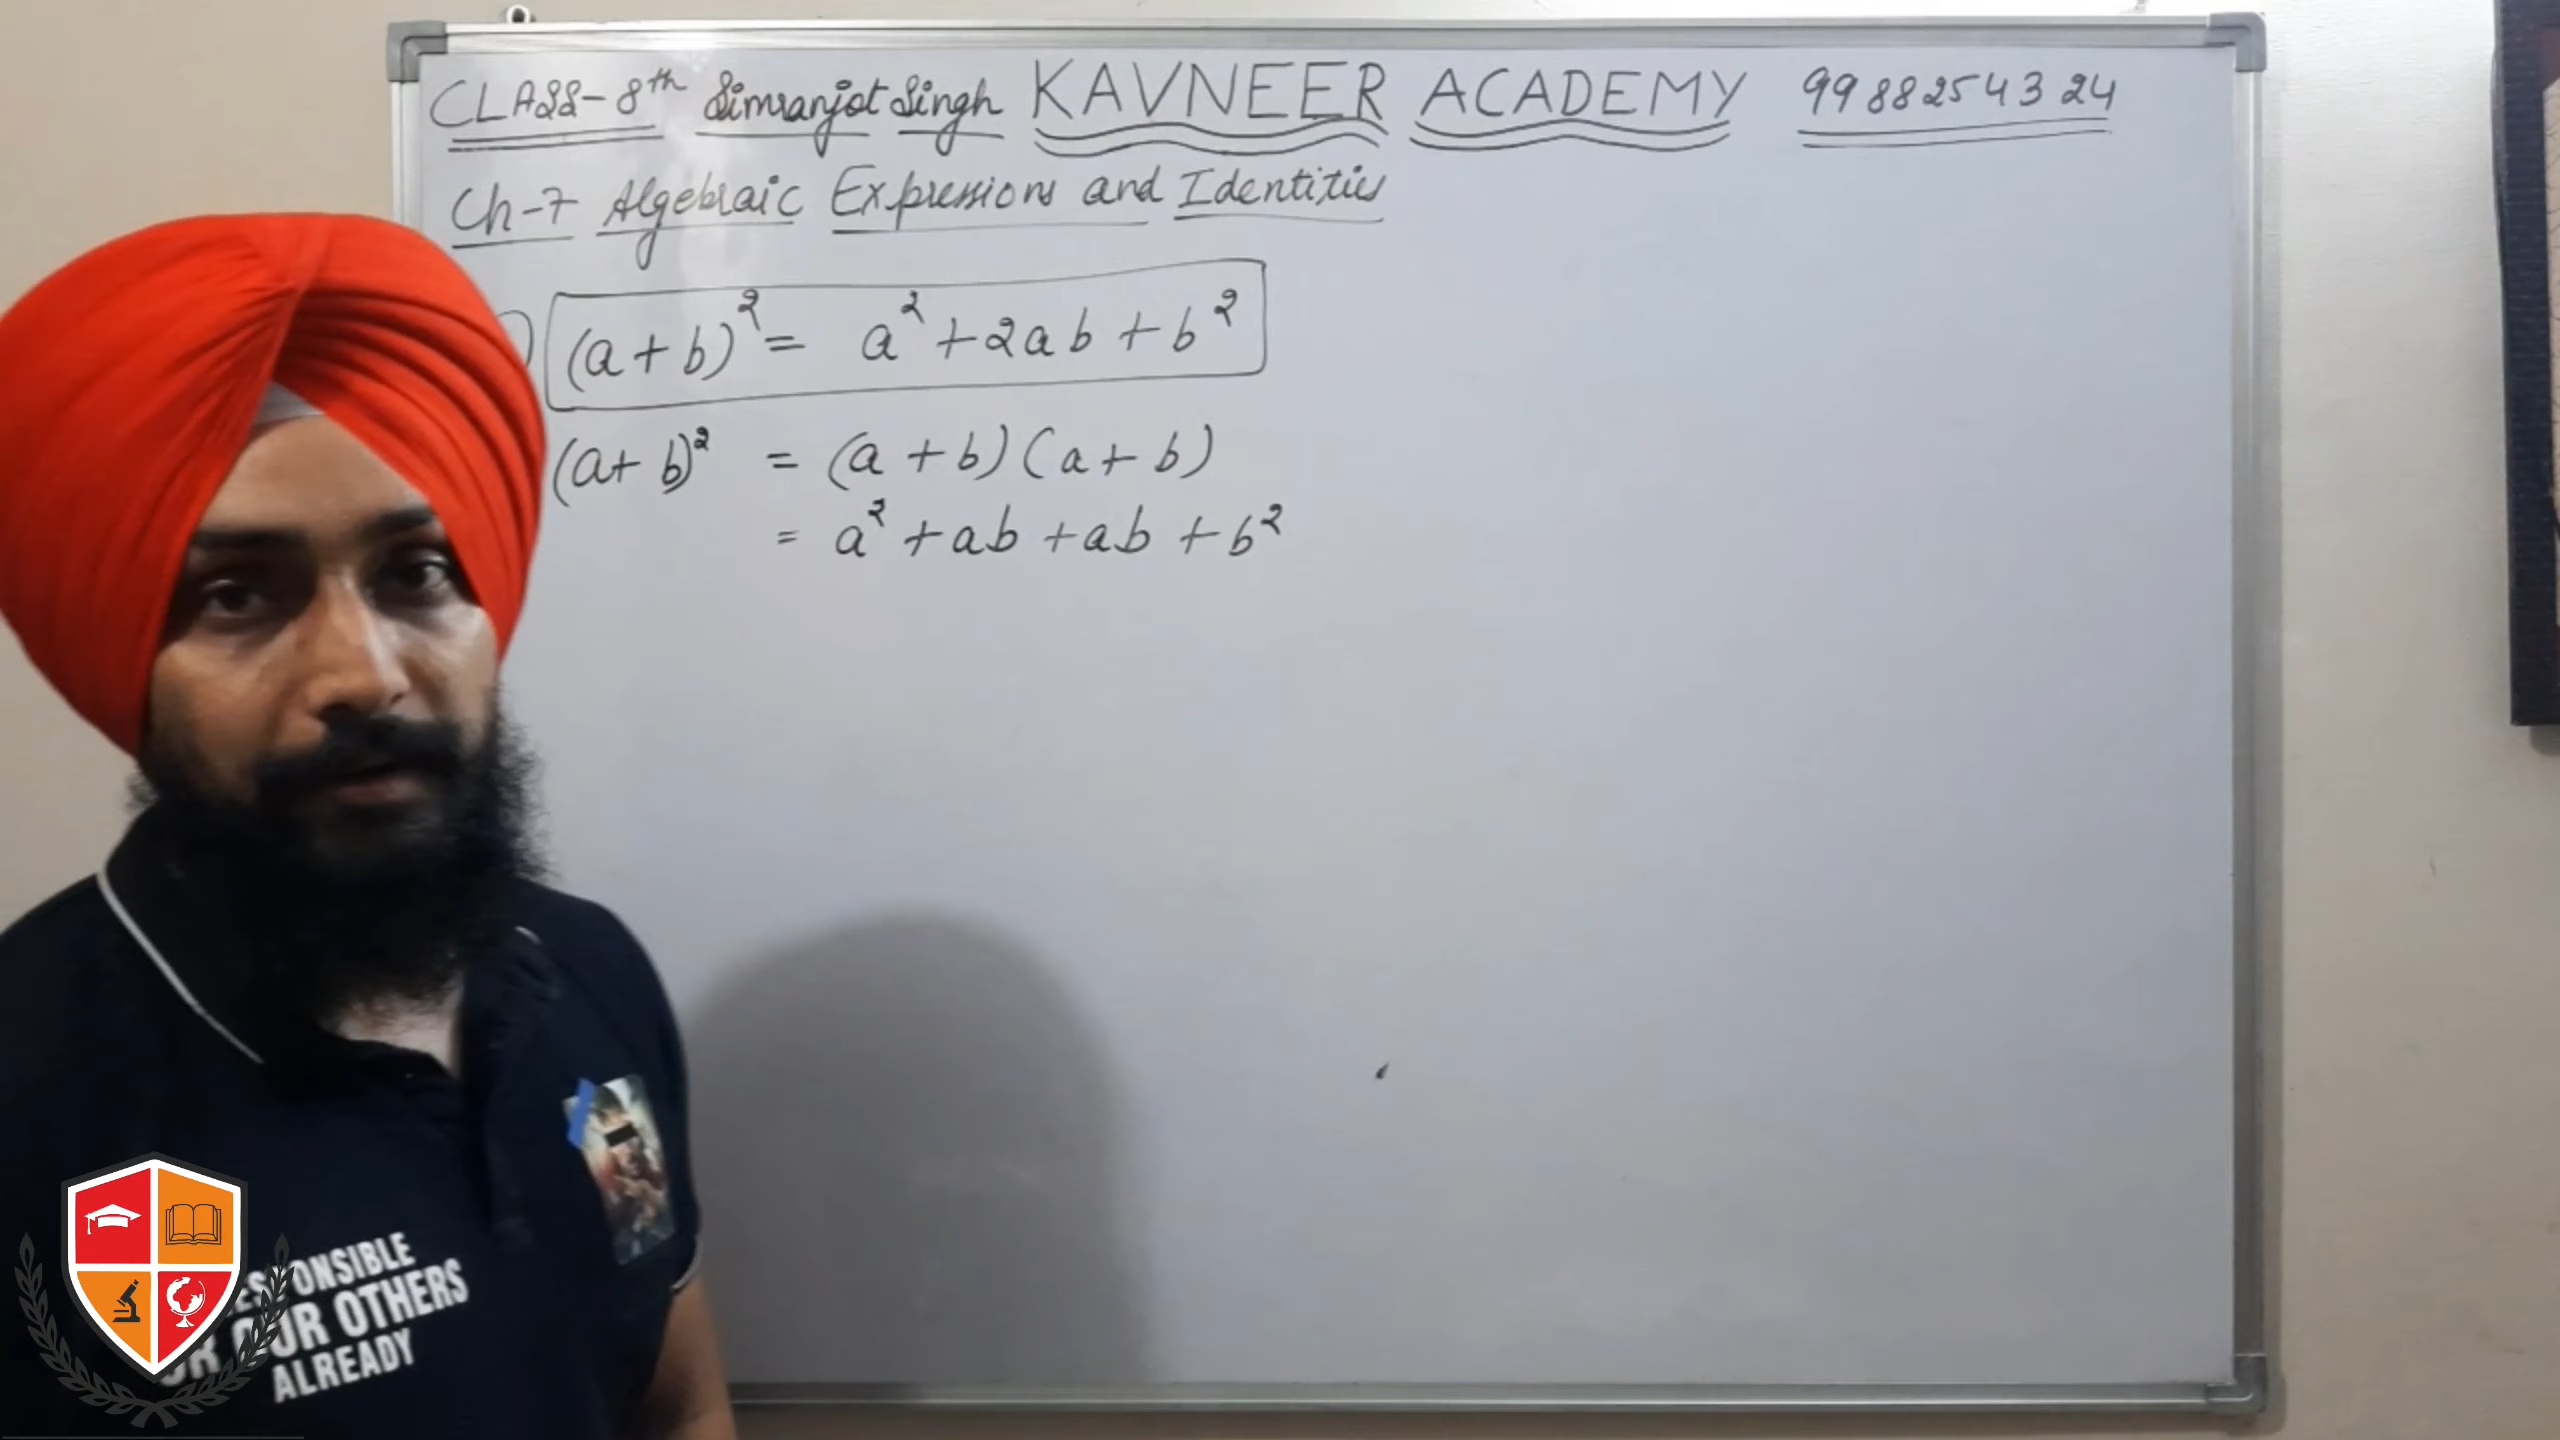 CLASS-8th Simranjot Singh KAVNEER ACADEMY 9988254324
Ch-7 Algebraic Expressions and Identities
(a+b)² = a² + 2ab + b²
(a+b)² = (a+b)(a+b)
= a² + ab + ab + b²
OUR OTHERS
ALREADY